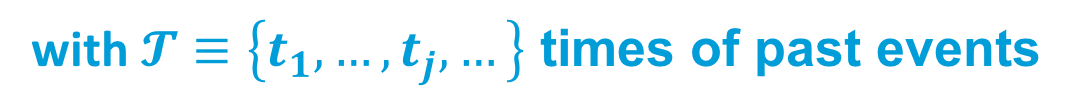 with 𝒯 ≡ {t₁, … , tⱼ, … } times of past events